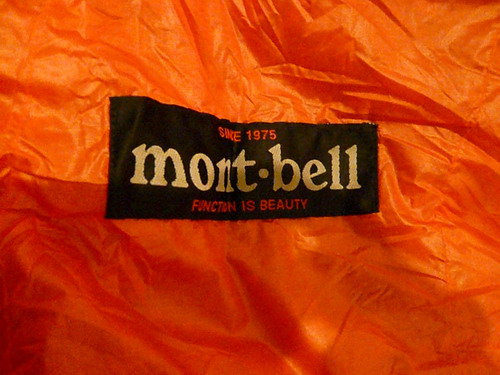 SINCE 1975
mont·bell
FUNCTION IS BEAUTY